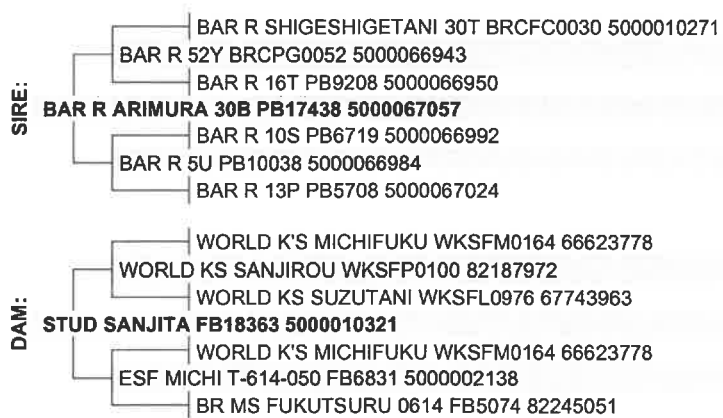 SIRE:
BAR R SHIGESHIGETANI 30T BRCFC0030 5000010271
BAR R 52Y BRCPG0052 5000066943
BAR R 16T PB9208 5000066950
BAR R ARIMURA 30B PB17438 5000067057
BAR R 10S PB6719 5000066992
BAR R 5U PB10038 5000066984
BAR R 13P PB5708 5000067024
DAM:
WORLD K'S MICHIFUKU WKSFM0164 66623778
WORLD KS SANJIROU WKSFP0100 82187972
WORLD KS SUZUTANI WKSFL0976 67743963
STUD SANJITA FB18363 5000010321
WORLD K'S MICHIFUKU WKSFM0164 66623778
ESF MICHI T-614-050 FB6831 5000002138
BR MS FUKUTSURU 0614 FB5074 82245051